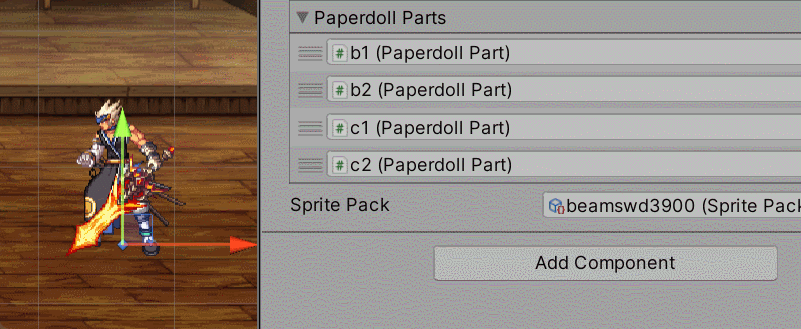 Paperdoll Parts
b1 (Paperdoll Part)
b2 (Paperdoll Part)
c1 (Paperdoll Part)
c2 (Paperdoll Part)
Sprite Pack
beamswd3900 (Sprite Pack
Add Component